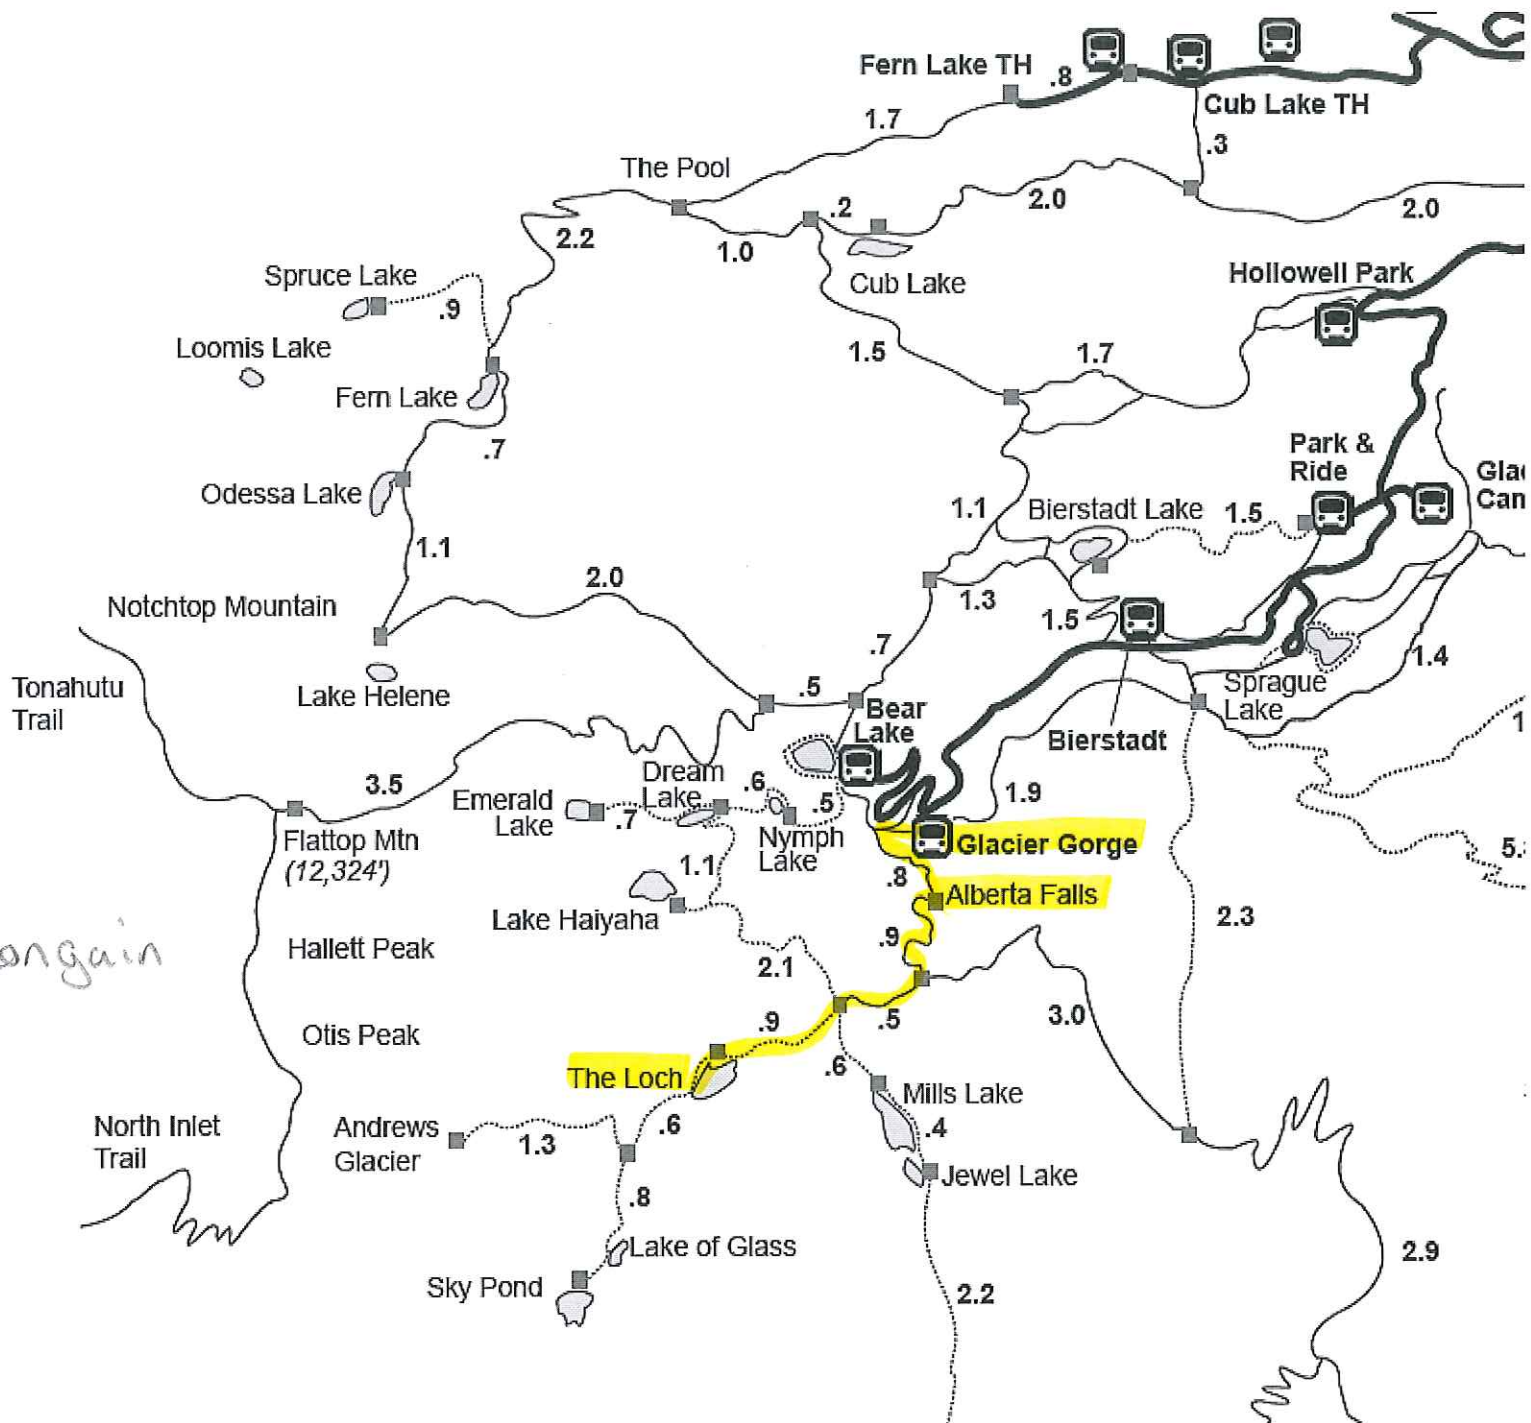 Fern Lake TH
.8
Cub Lake TH
1.7
.3
The Pool
.2
2.0
2.0
2.2
1.0
Spruce Lake
.9
Cub Lake
Hollowell Park
Loomis Lake
1.5
1.7
Fern Lake
.7
Park &
Ride
Odessa Lake
1.1
Bierstadt Lake
1.5
1.1
2.0
Notchtop Mountain
1.3
1.5
.7
1.4
Tonahutu
Trail
Lake Helene
.5
Bear
Lake
Sprague
Lake
Bierstadt
3.5
Dream
Lake
.6
.5
1.9
Emerald
Lake
.7
Nymph
Lake
Flattop Mtn
(12,324')
Glacier Gorge
1.1
.8
Alberta Falls
Lake Haiyaha
2.3
.9
Hallett Peak
2.1
ongain
Otis Peak
.9
.5
3.0
The Loch
.6
Mills Lake
.4
North Inlet
Trail
Andrews
Glacier
1.3
.6
Jewel Lake
.8
Lake of Glass
2.9
Sky Pond
2.2